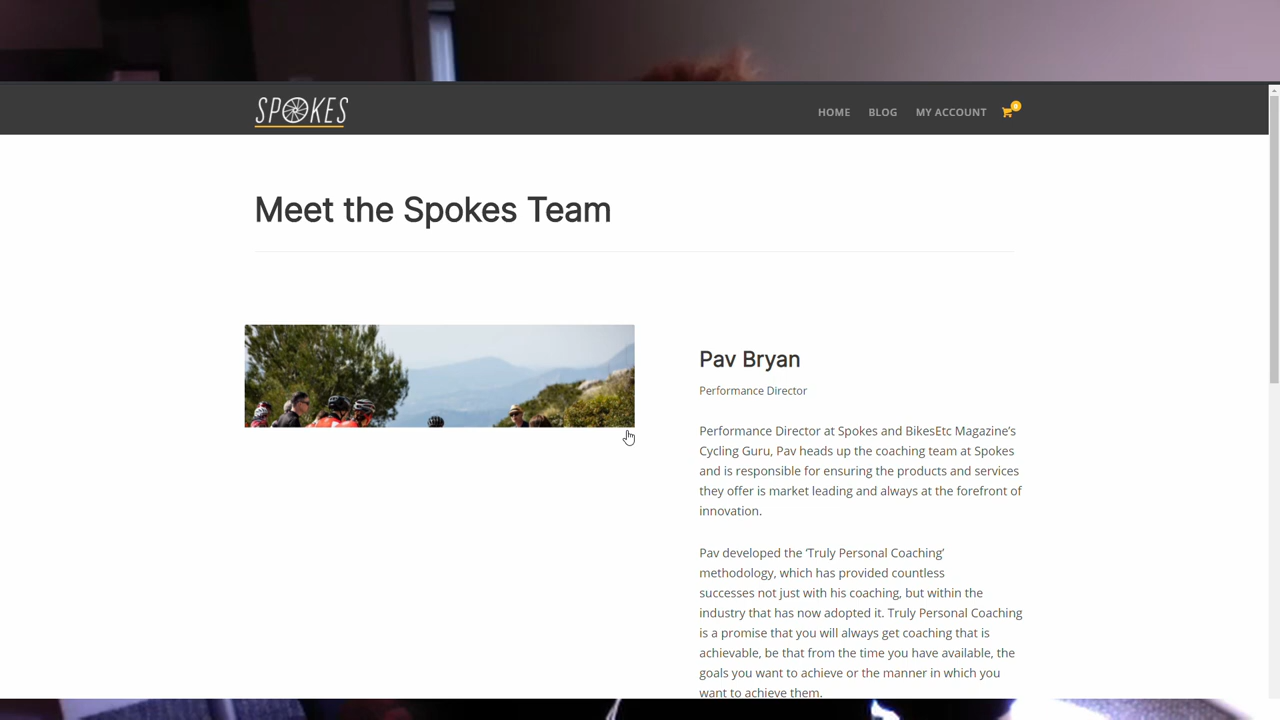 SPOKES
HOME BLOG MY ACCOUNT 0
Meet the Spokes Team
Pav Bryan
Performance Director
Performance Director at Spokes and BikesEtc Magazine’s
Cycling Guru, Pav heads up the coaching team at Spokes
and is responsible for ensuring the products and services
they offer is market leading and always at the forefront of
innovation.
Pav developed the ‘Truly Personal Coaching’
methodology, which has provided countless
successes not just with his coaching, but within the
industry that has now adopted it. Truly Personal Coaching
is a promise that you will always get coaching that is
achievable, be that from the time you have available, the
goals you want to achieve or the manner in which you
want to achieve them.